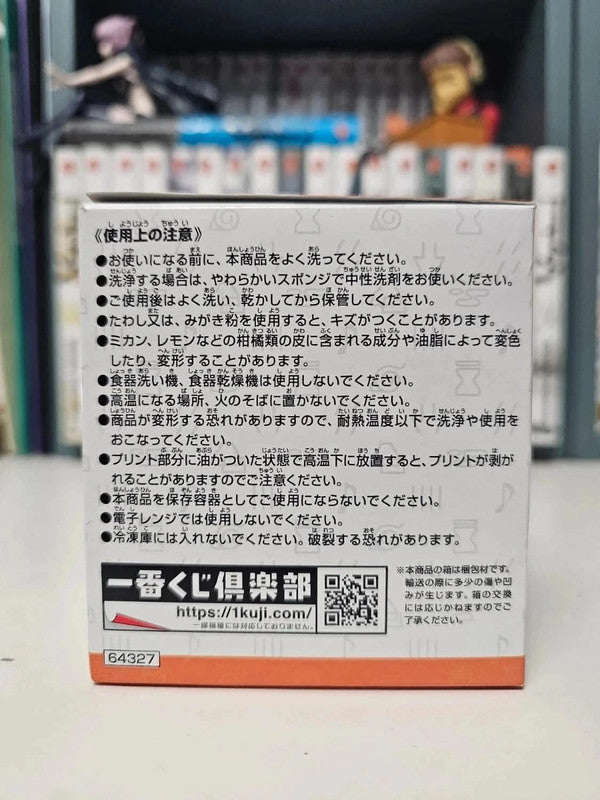 《使用上の注意》
●お使いになる前に、本商品をよく洗ってください。
●洗浄する場合は、やわらかいスポンジで中性洗剤をお使いください。
●ご使用後はよく洗い、乾かしてから保管してください。
●たわし又は、みがき粉を使用すると、キズがつくことがあります。
●ミカン、レモンなどの柑橘類の皮に含まれる成分や油脂によって変色
したり、変形することがあります。
●食器洗い機、食器乾燥機は使用しないでください。
●高温になる場所、火のそばに置かないでください。
●商品が変形する恐れがありますので、耐熱温度以下で洗浄や使用を
おこなってください。
●プリント部分に油がついた状態で高温下に放置すると、プリントが剥が
れることがありますのでご注意ください。
●本商品を保存容器としてご使用にならないでください。
●電子レンジでは使用しないでください。
●冷凍庫には入れないでください。破裂する恐れがあります。
一番くじ倶楽部
https://1kuji.com/
一部機種には対応しておりません。
※本商品の箱は梱包材です。
輸送の際に多少の傷や凹
みが生じます。箱の交換
には応じかねますのでご
了承ください。
64327